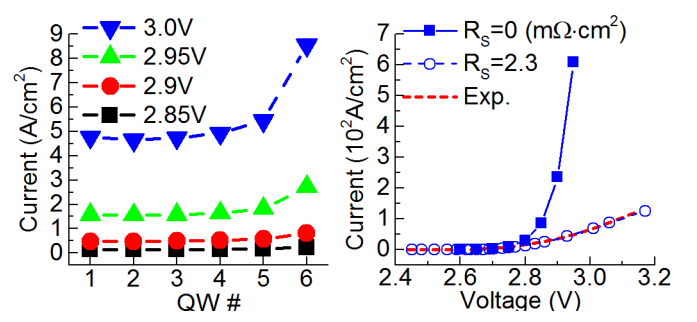 3.0V
2.95V
2.9V
2.85V
9
8
7
6
5
4
3
2
1
0
Current (A/cm²)
1 2 3 4 5 6
QW #
R_S=0 (mΩ·cm²)
R_S=2.3
Exp.
7
6
5
4
3
2
1
0
Current (10²A/cm²)
2.4 2.6 2.8 3.0 3.2
Voltage (V)